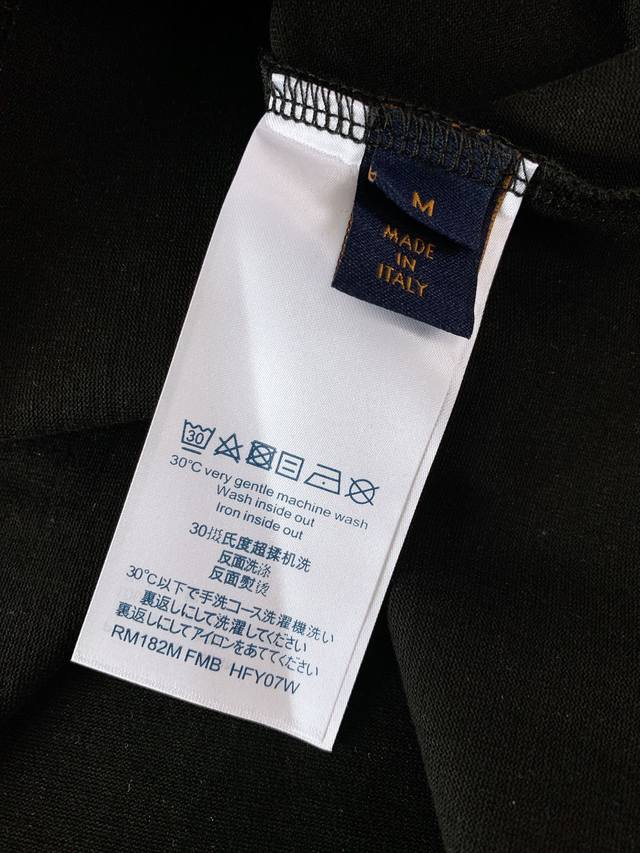 M
MADE
IN
ITALY
30
30°C very gentle machine wash
Wash inside out
Iron inside out
30摄氏度超揉机洗
反面洗涤
反面熨烫
30℃以下で手洗コース洗濯機洗い
裏返しにして洗濯してください
裏返しにしてアイロンをあててください
RM182M FMB HFY07W